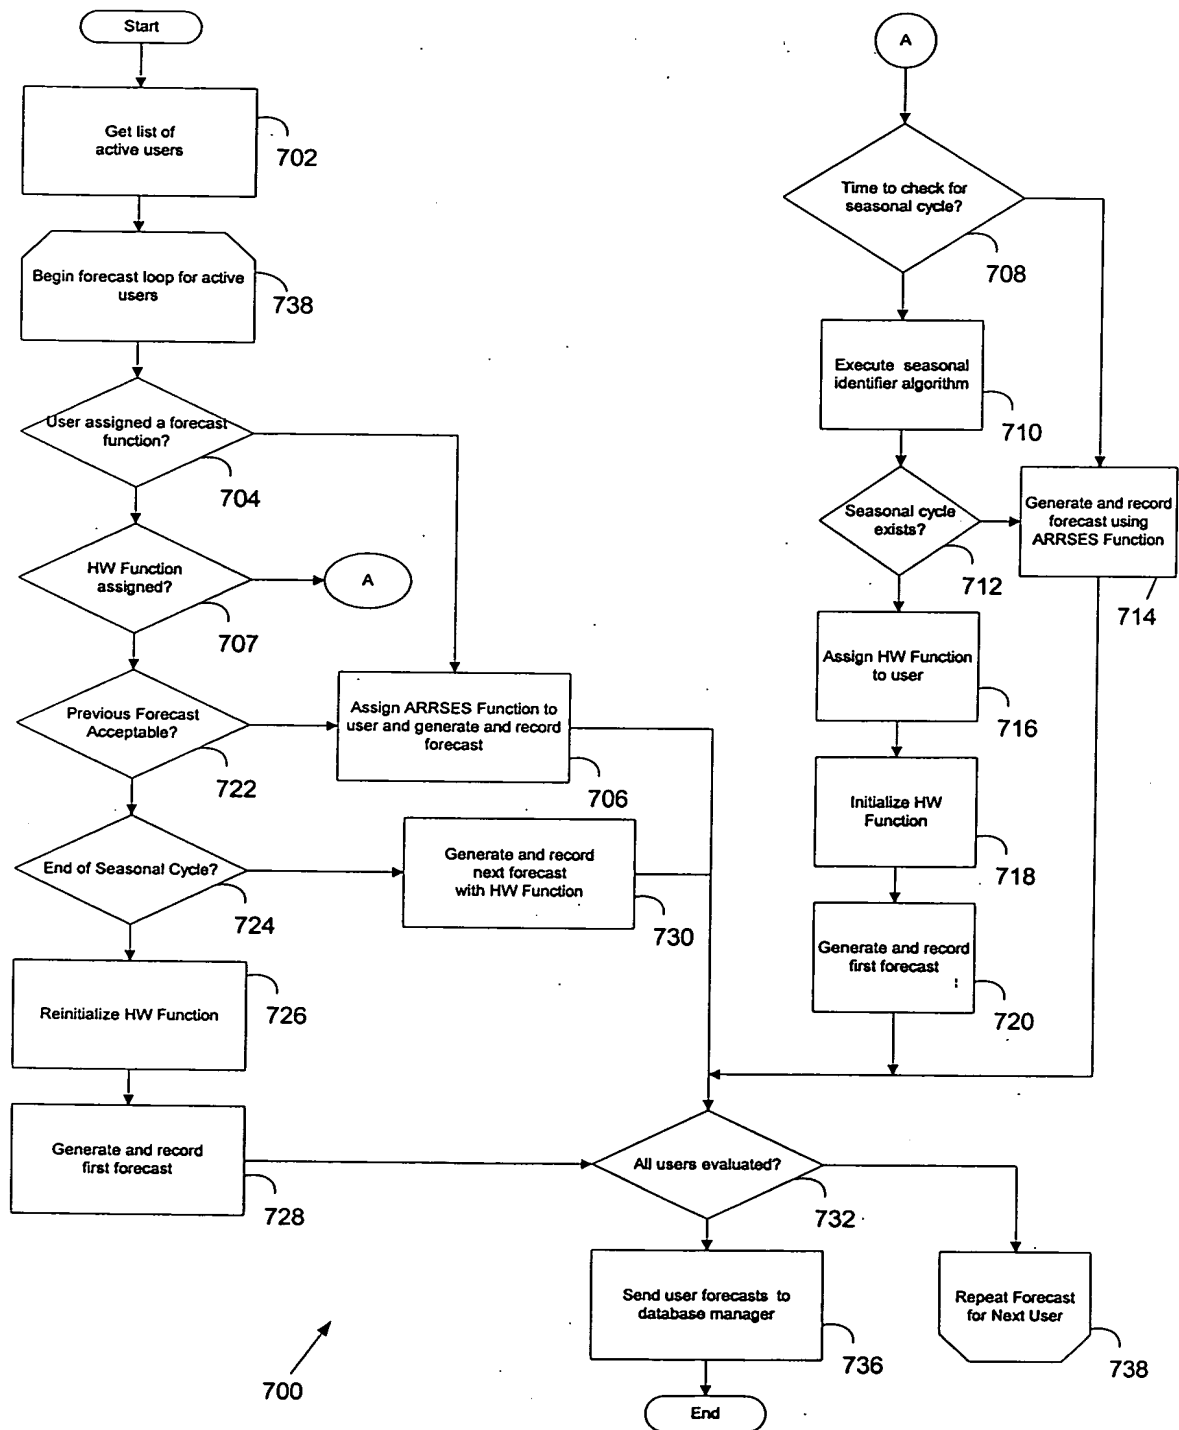 Start
Get list of
active users
702
Begin forecast loop for active
users
738
User assigned a forecast
function?
704
HW Function
assigned?
707
A
Previous Forecast
Acceptable?
722
Assign ARRSES Function to
user and generate and record
forecast
706
End of Seasonal Cycle?
724
Generate and record
next forecast
with HW Function
730
Reinitialize HW Function
726
Generate and record
first forecast
728
A
Time to check for
seasonal cycle?
708
Execute seasonal
identifier algorithm
710
Seasonal cycle
exists?
712
Generate and record
forecast using
ARRSES Function
714
Assign HW Function
to user
716
Initialize HW
Function
718
Generate and record
first forecast
720
All users evaluated?
732
Send user forecasts to
database manager
736
Repeat Forecast
for Next User
738
End
700